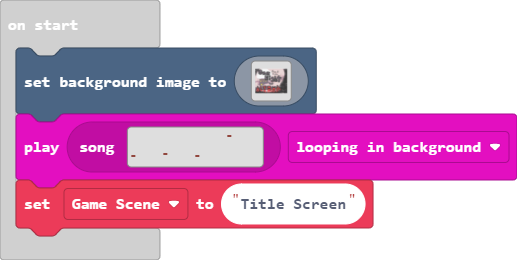 on start
set background image to
play song looping in background
set Game Scene to "Title Screen"